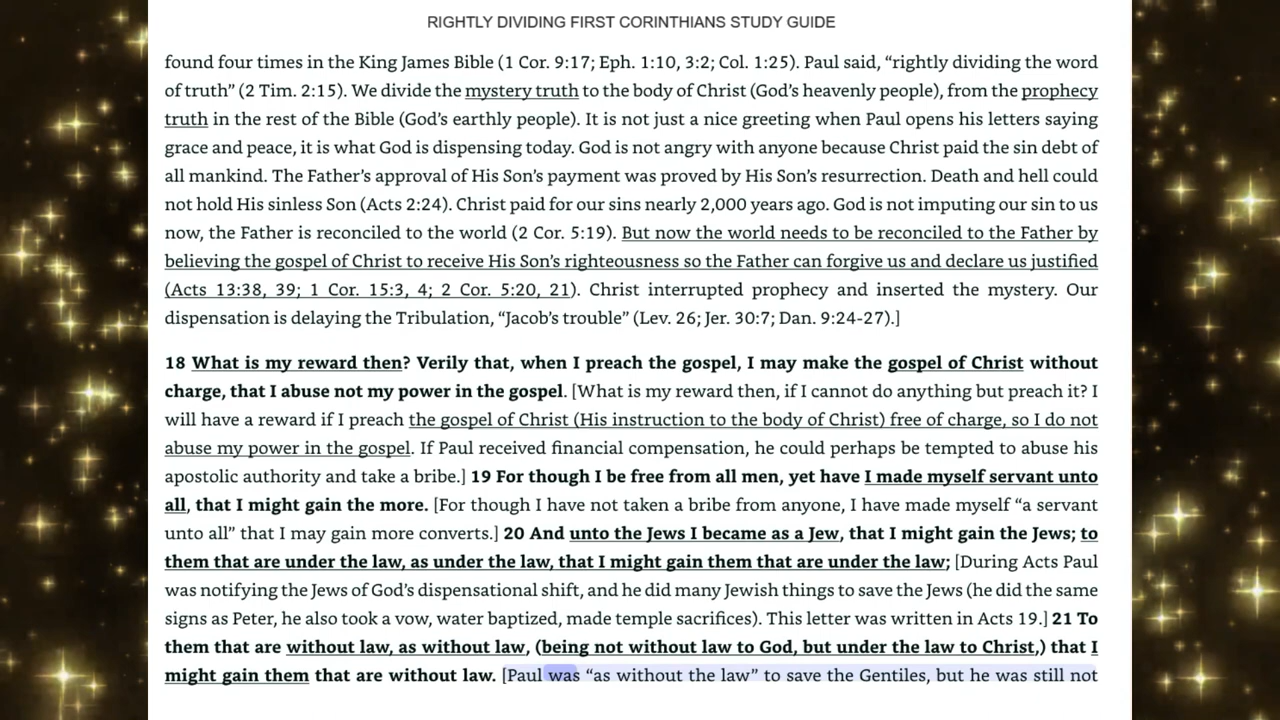 RIGHTLY DIVIDING FIRST CORINTHIANS STUDY GUIDE
found four times in the King James Bible (1 Cor. 9:17; Eph. 1:10, 3:2; Col. 1:25). Paul said, “rightly dividing the word
of truth” (2 Tim. 2:15). We divide the mystery truth to the body of Christ (God’s heavenly people), from the prophecy
truth in the rest of the Bible (God’s earthly people). It is not just a nice greeting when Paul opens his letters saying
grace and peace, it is what God is dispensing today. God is not angry with anyone because Christ paid the sin debt of
all mankind. The Father’s approval of His Son’s payment was proved by His Son’s resurrection. Death and hell could
not hold His sinless Son (Acts 2:24). Christ paid for our sins nearly 2,000 years ago. God is not imputing our sin to us
now, the Father is reconciled to the world (2 Cor. 5:19). But now the world needs to be reconciled to the Father by
believing the gospel of Christ to receive His Son’s righteousness so the Father can forgive us and declare us justified
(Acts 13:38, 39; 1 Cor. 15:3, 4; 2 Cor. 5:20, 21). Christ interrupted prophecy and inserted the mystery. Our
dispensation is delaying the Tribulation, “Jacob’s trouble” (Lev. 26; Jer. 30:7; Dan. 9:24-27).]
18 What is my reward then? Verily that, when I preach the gospel, I may make the gospel of Christ without
charge, that I abuse not my power in the gospel. [What is my reward then, if I cannot do anything but preach it? I
will have a reward if I preach the gospel of Christ (His instruction to the body of Christ) free of charge, so I do not
abuse my power in the gospel. If Paul received financial compensation, he could perhaps be tempted to abuse his
apostolic authority and take a bribe.] 19 For though I be free from all men, yet have I made myself servant unto
all, that I might gain the more. [For though I have not taken a bribe from anyone, I have made myself “a servant
unto all” that I may gain more converts.] 20 And unto the Jews I became as a Jew, that I might gain the Jews; to
them that are under the law, as under the law, that I might gain them that are under the law; [During Acts Paul
was notifying the Jews of God’s dispensational shift, and he did many Jewish things to save the Jews (he did the same
signs as Peter, he also took a vow, water baptized, made temple sacrifices). This letter was written in Acts 19.] 21 To
them that are without law, as without law, (being not without law to God, but under the law to Christ,) that I
might gain them that are without law. [Paul was “as without the law” to save the Gentiles, but he was still not